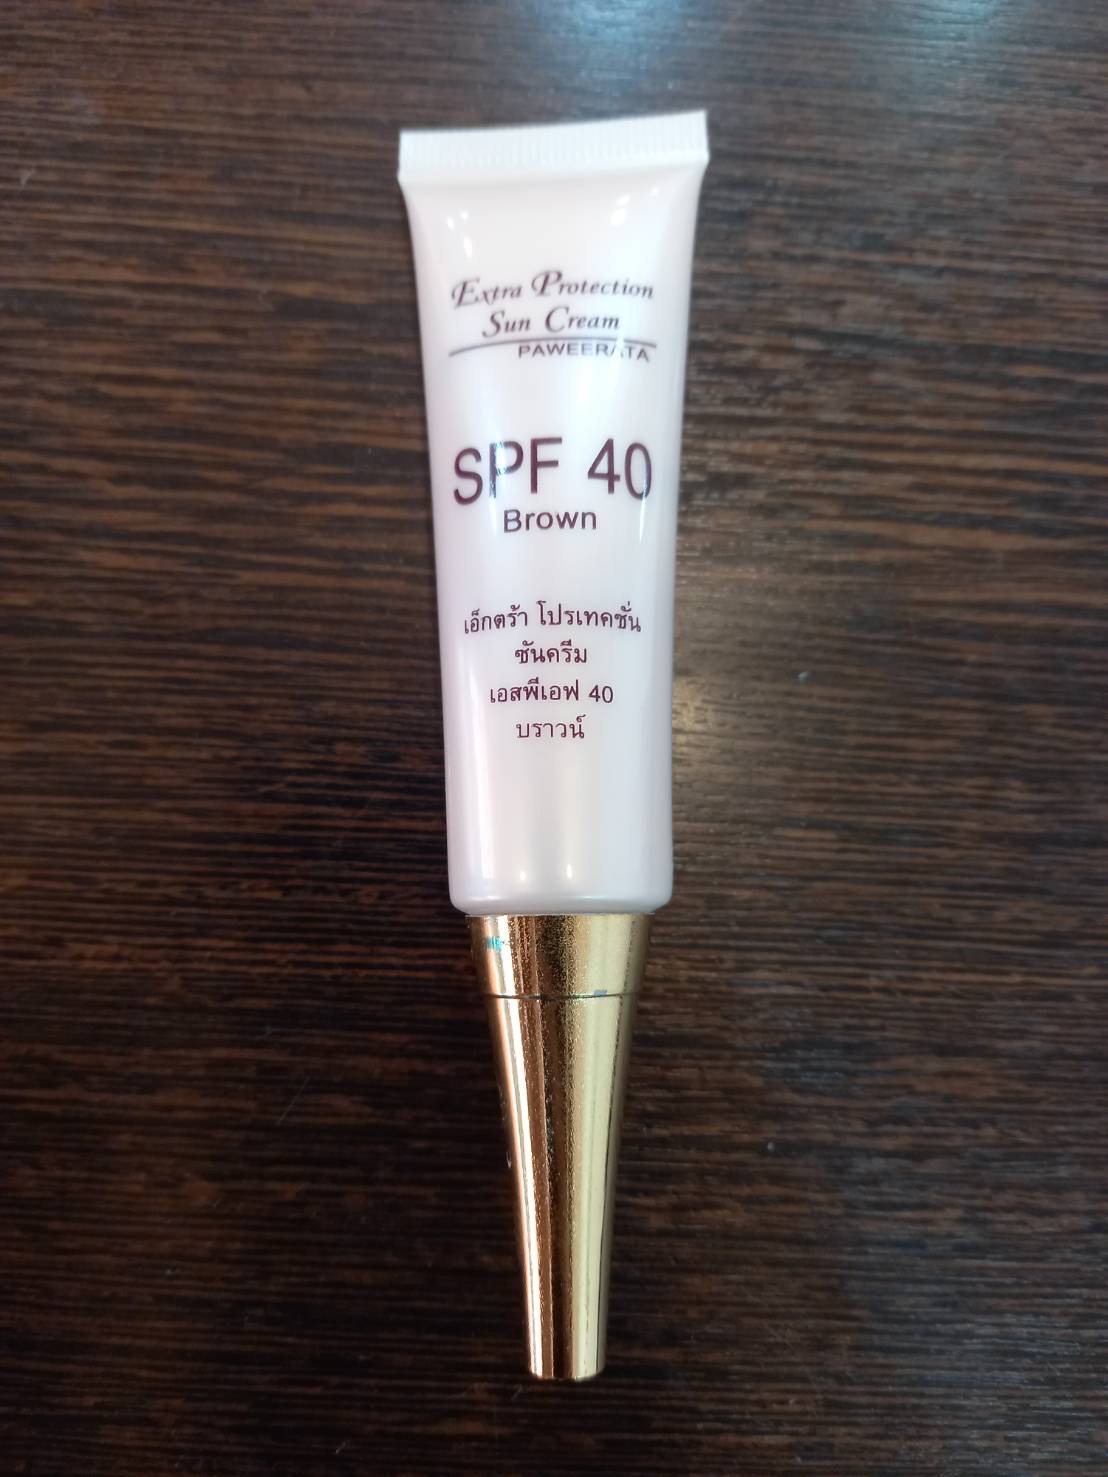 Extra Protection
Sun Cream
PAWEERATA
SPF 40
Brown
เอ็กตร้า โปรเทคชั่น
ซันครีม
เอสพีเอฟ 40
บราวน์